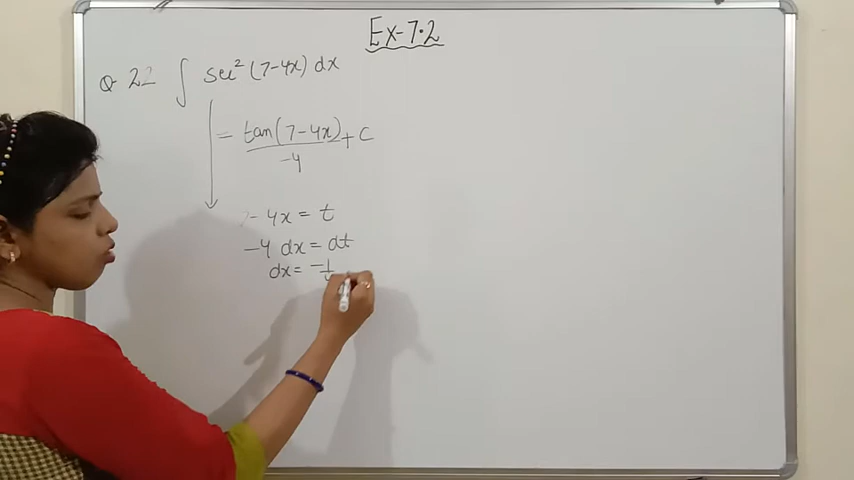 Ex-7.2
Q 22 ∫ sec² (7-4x) dx
= tan(7-4x)/-4 + C
7-4x = t
-4 dx = dt
dx = -1/4